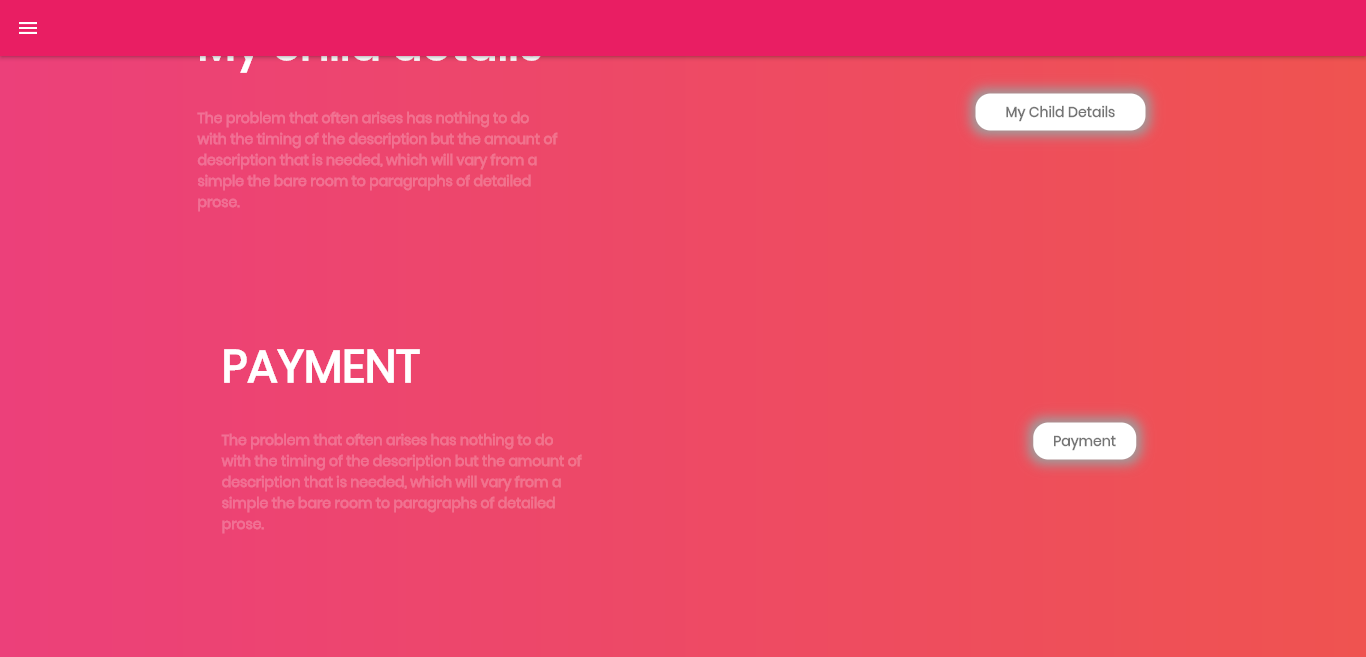 My Child details
My Child Details
The problem that often arises has nothing to do
with the timing of the description but the amount of
description that is needed, which will vary from a
simple the bare room to paragraphs of detailed
prose.
PAYMENT
The problem that often arises has nothing to do
with the timing of the description but the amount of
description that is needed, which will vary from a
simple the bare room to paragraphs of detailed
prose.
Payment